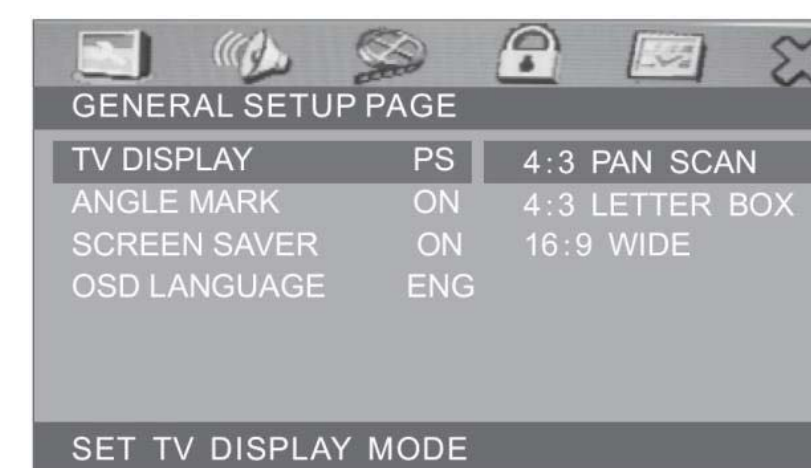 GENERAL SETUP PAGE
TV DISPLAY PS 4:3 PAN SCAN
ANGLE MARK ON 4:3 LETTER BOX
SCREEN SAVER ON 16:9 WIDE
OSD LANGUAGE ENG
SET TV DISPLAY MODE